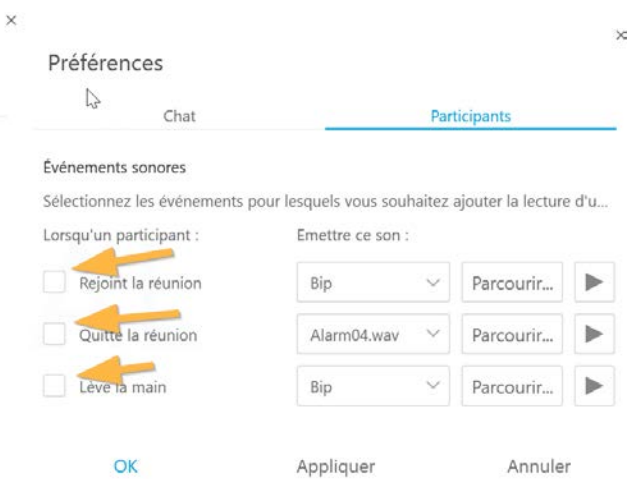 Préférences
Chat Participants
Événements sonores
Sélectionnez les événements pour lesquels vous souhaitez ajouter la lecture d'u...
Lorsqu'un participant : Emettre ce son :
Rejoint la réunion Bip Parcourir...
Quitte la réunion Alarm04.wav Parcourir...
Lève la main Bip Parcourir...
OK Appliquer Annuler